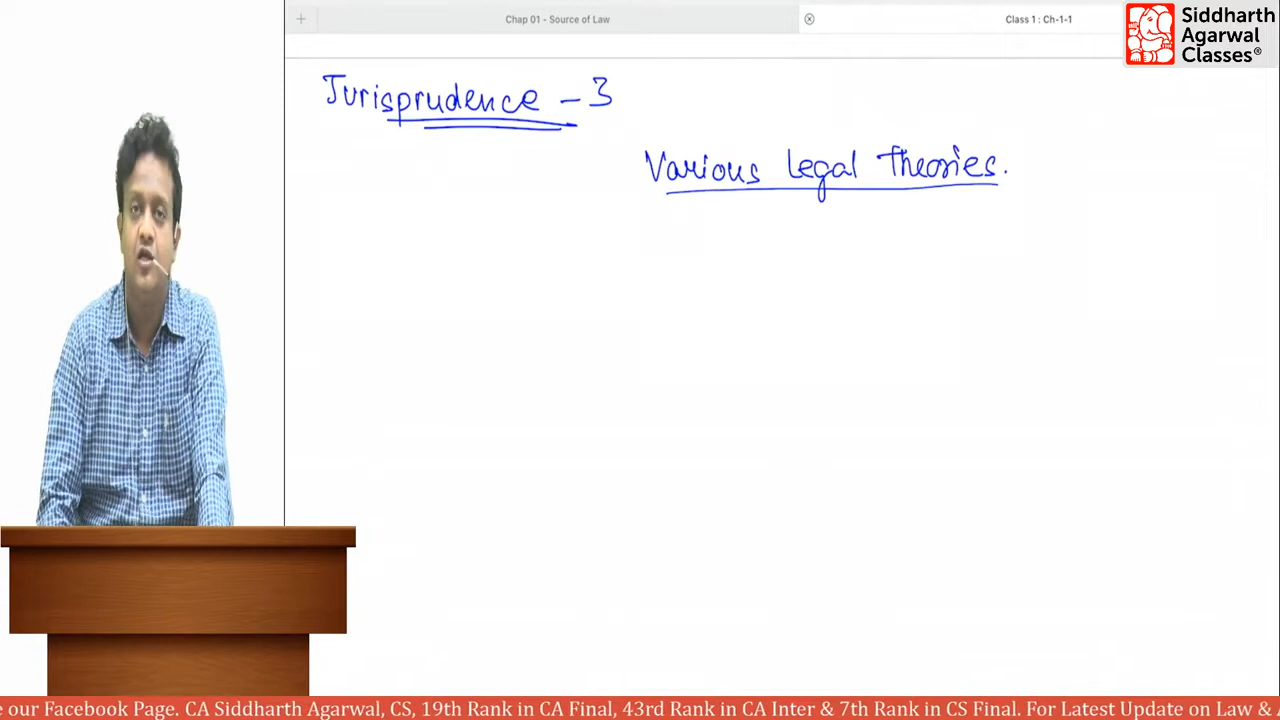 Chap 01 - Source of Law
Class 1 : Ch-1-1
Siddharth
Agarwal
Classes®
Jurisprudence - 3
Various Legal Theories.
e our Facebook Page. CA Siddharth Agarwal, CS, 19th Rank in CA Final, 43rd Rank in CA Inter & 7th Rank in CS Final. For Latest Update on Law &